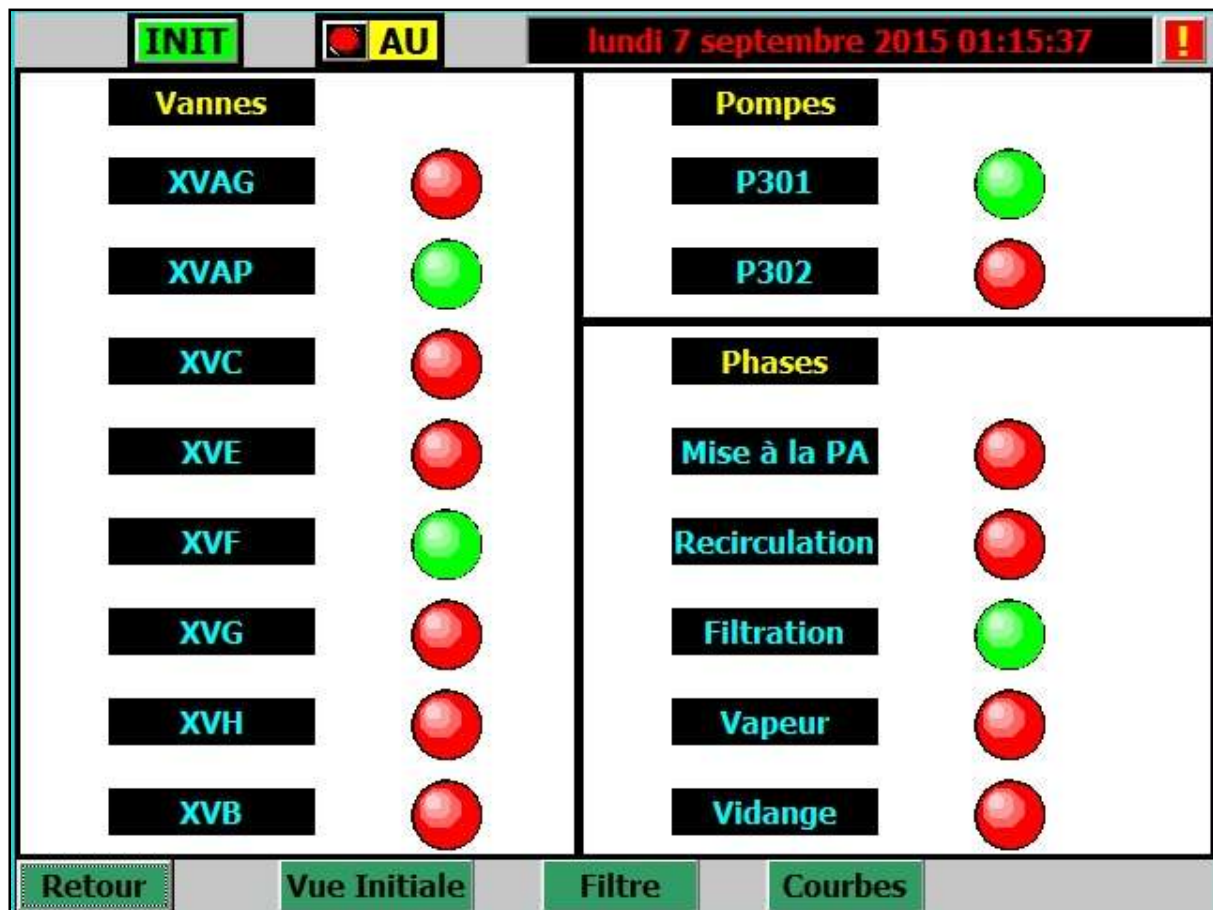 INIT AU lundi 7 septembre 2015 01:15:37 !
Vannes
XVAG
XVAP
XVC
XVE
XVF
XVG
XVH
XVB
Pompes
P301
P302
Phases
Mise à la PA
Recirculation
Filtration
Vapeur
Vidange
Retour Vue Initiale Filtre Courbes